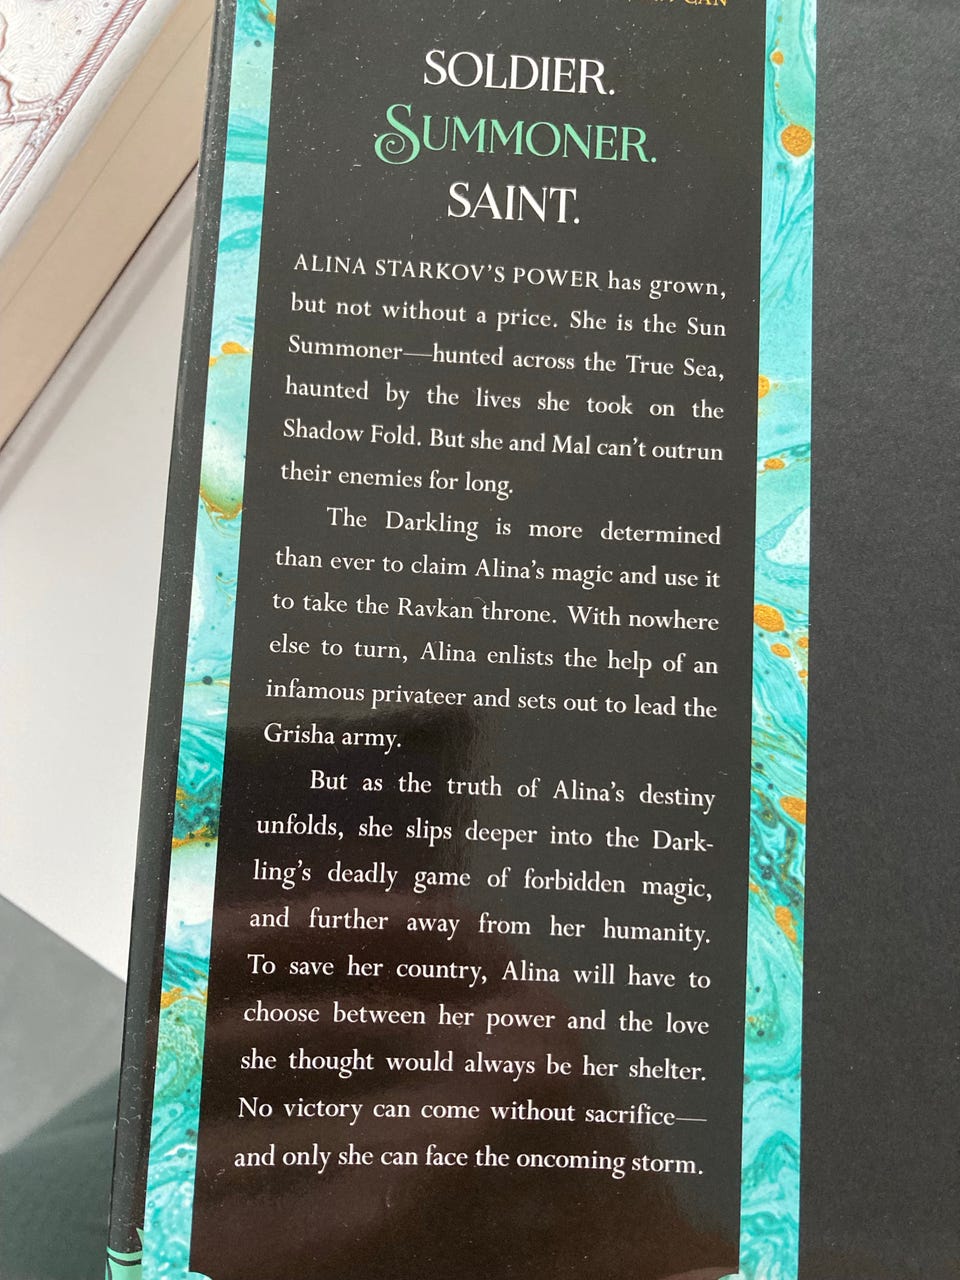 CAN
SOLDIER.
SUMMONER.
SAINT.
ALINA STARKOV'S POWER has grown,
but not without a price. She is the Sun
Summoner—hunted across the True Sea,
haunted by the lives she took on the
Shadow Fold. But she and Mal can't outrun
their enemies for long.
The Darkling is more determined
than ever to claim Alina's magic and use it
to take the Ravkan throne. With nowhere
else to turn, Alina enlists the help of an
infamous privateer and sets out to lead the
Grisha army.
But as the truth of Alina's destiny
unfolds, she slips deeper into the Dark-
ling's deadly game of forbidden magic,
and further away from her humanity.
To save her country, Alina will have to
choose between her power and the love
she thought would always be her shelter.
No victory can come without sacrifice—
and only she can face the oncoming storm.